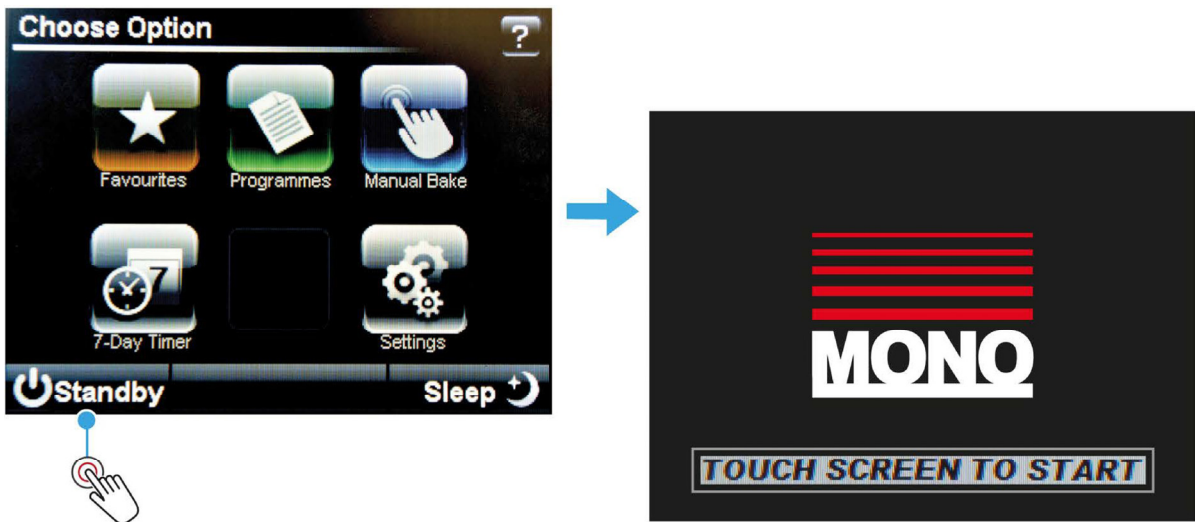 Choose Option
?
Favourites Programmes Manual Bake
7
7-Day Timer Settings
Standby Sleep
MONO
TOUCH SCREEN TO START